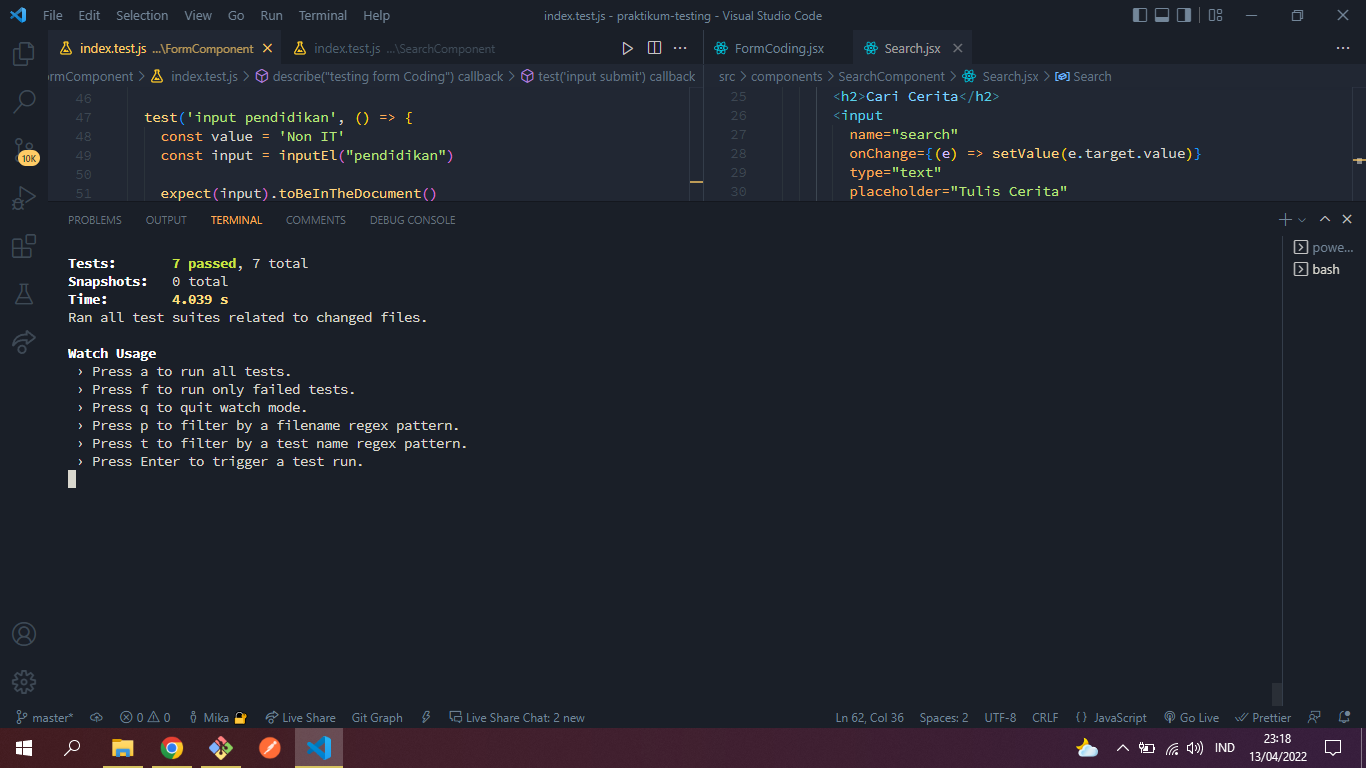 File Edit Selection View Go Run Terminal Help index.test.js - praktikum-testing - Visual Studio Code
index.test.js ...\FormComponent index.test.js ...\SearchComponent FormCoding.jsx Search.jsx
ormComponent > index.test.js > describe("testing form Coding") callback > test('input submit') callback
src > components > SearchComponent > Search.jsx > Search
46
47 test('input pendidikan', () => {
48 const value = 'Non IT'
49 const input = inputEl("pendidikan")
50
51 expect(input).toBeInTheDocument()
25 <h2>Cari Cerita</h2>
26 <input
27 name="search"
28 onChange={(e) => setValue(e.target.value)}
29 type="text"
30 placeholder="Tulis Cerita"
10K
PROBLEMS OUTPUT TERMINAL COMMENTS DEBUG CONSOLE
powe...
bash
Tests: 7 passed, 7 total
Snapshots: 0 total
Time: 4.039 s
Ran all test suites related to changed files.
Watch Usage
› Press a to run all tests.
› Press f to run only failed tests.
› Press q to quit watch mode.
› Press p to filter by a filename regex pattern.
› Press t to filter by a test name regex pattern.
› Press Enter to trigger a test run.
master* 0 0 Mika Live Share Git Graph Live Share Chat: 2 new Ln 62, Col 36 Spaces: 2 UTF-8 CRLF JavaScript Go Live Prettier
IND 23:18
13/04/2022